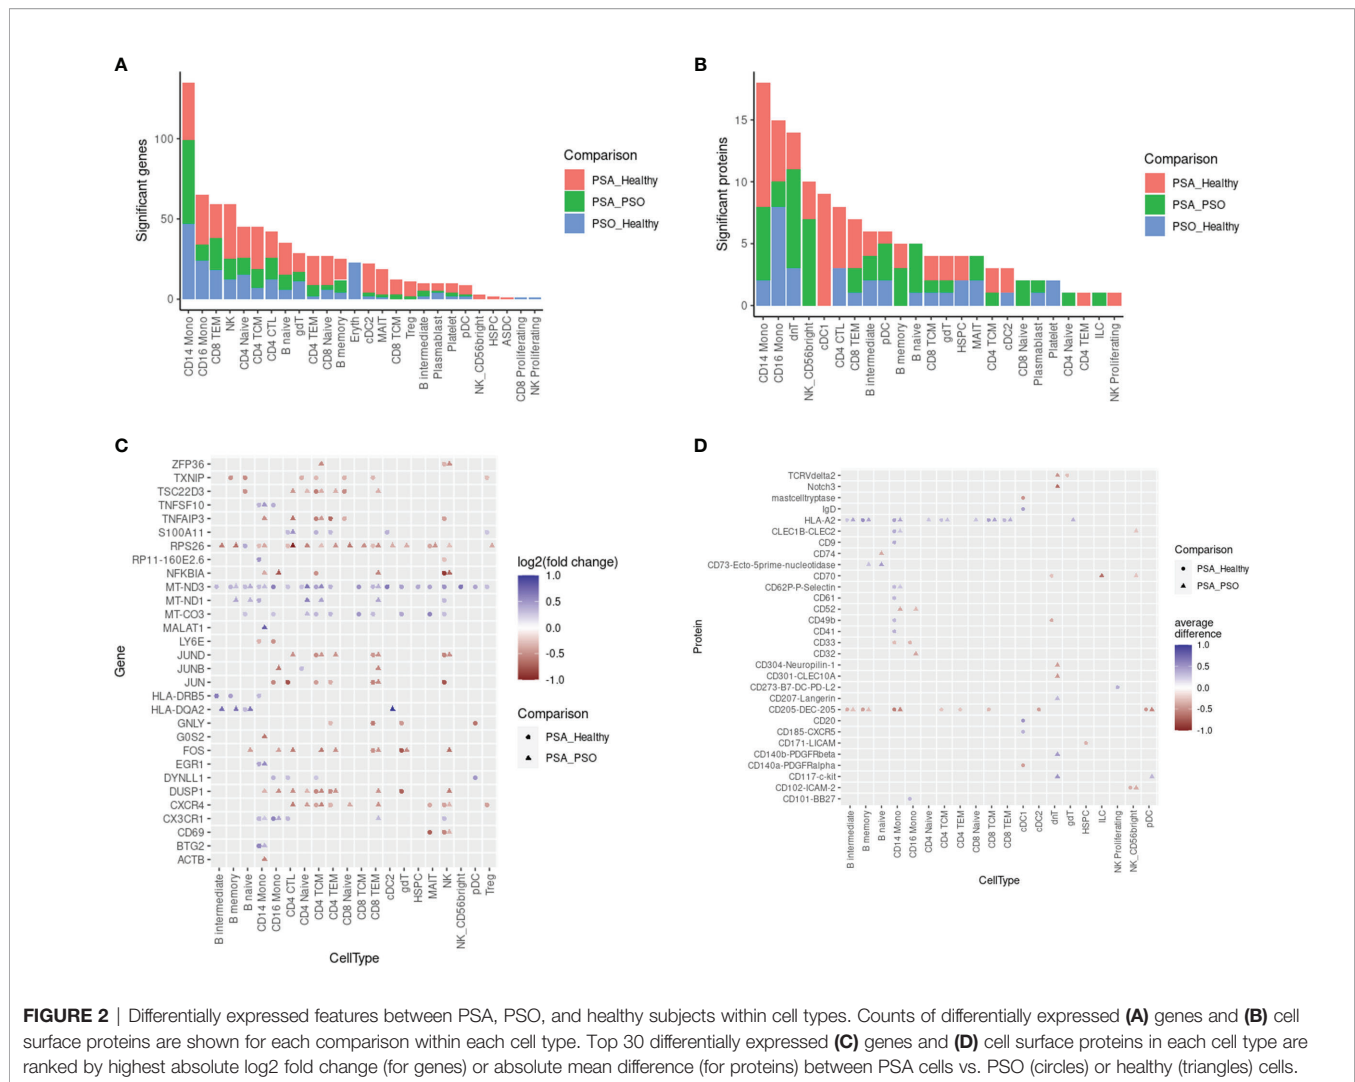 A
Significant genes
100
50
0
CD14 Mono
CD16 Mono
CD8 TEM
NK
CD4 Naive
CD4 TCM
CD4 CTL
B naive
gdT
CD4 TEM
CD8 Naive
B memory
Eryth
cDC2
MAIT
CD8 TCM
Treg
B intermediate
Plasmablast
Platelet
pDC
NK_CD56bright
HSPC
ASDC
CD8 Proliferating
NK Proliferating
Comparison
PSA_Healthy
PSA_PSO
PSO_Healthy
B
Significant proteins
15
10
5
0
CD14 Mono
CD16 Mono
dnT
NK_CD56bright
cDC1
CD4 CTL
CD8 TEM
B intermediate
pDC
B memory
B naive
CD8 TCM
gdT
HSPC
MAIT
CD4 TCM
cDC2
CD8 Naive
Plasmablast
Platelet
CD4 Naive
CD4 TEM
ILC
NK Proliferating
Comparison
PSA_Healthy
PSA_PSO
PSO_Healthy
C
Gene
ZFP36
TXNIP
TSC22D3
TNFSF10
TNFAIP3
S100A11
RPS26
RP11-160E2.6
NFKBIA
MT-ND3
MT-ND1
MT-CO3
MALAT1
LY6E
JUND
JUNB
JUN
HLA-DRB5
HLA-DQA2
GNLY
G0S2
FOS
EGR1
DYNLL1
DUSP1
CXCR4
CX3CR1
CD69
BTG2
ACTB
B intermediate
B memory
B naive
CD14 Mono
CD16 Mono
CD4 CTL
CD4 Naive
CD4 TCM
CD4 TEM
CD8 Naive
CD8 TCM
CD8 TEM
cDC2
gdT
HSPC
MAIT
NK
NK_CD56bright
pDC
Treg
CellType
log2(fold change)
1.0
0.5
0.0
-0.5
-1.0
Comparison
PSA_Healthy
PSA_PSO
D
Protein
TCRVdelta2
Notch3
mastcelltryptase
IgD
HLA-A2
CLEC1B-CLEC2
CD9
CD74
CD73-Ecto-5prime-nucleotidase
CD70
CD62P-P-Selectin
CD61
CD52
CD49b
CD41
CD33
CD32
CD304-Neuropilin-1
CD301-CLEC10A
CD273-B7-DC-PD-L2
CD207-Langerin
CD205-DEC-205
CD20
CD185-CXCR5
CD171-LICAM
CD140b-PDGFRbeta
CD140a-PDGFRalpha
CD117-c-kit
CD102-ICAM-2
CD101-BB27
B intermediate
B memory
B naive
CD14 Mono
CD16 Mono
CD4 Naive
CD4 TCM
CD4 TEM
CD8 Naive
CD8 TCM
CD8 TEM
cDC1
cDC2
dnT
gdT
HSPC
ILC
NK Proliferating
NK_CD56bright
pDC
CellType
Comparison
PSA_Healthy
PSA_PSO
average
difference
1.0
0.5
0.0
-0.5
-1.0
FIGURE 2 | Differentially expressed features between PSA, PSO, and healthy subjects within cell types. Counts of differentially expressed (A) genes and (B) cell
surface proteins are shown for each comparison within each cell type. Top 30 differentially expressed (C) genes and (D) cell surface proteins in each cell type are
ranked by highest absolute log2 fold change (for genes) or absolute mean difference (for proteins) between PSA cells vs. PSO (circles) or healthy (triangles) cells.